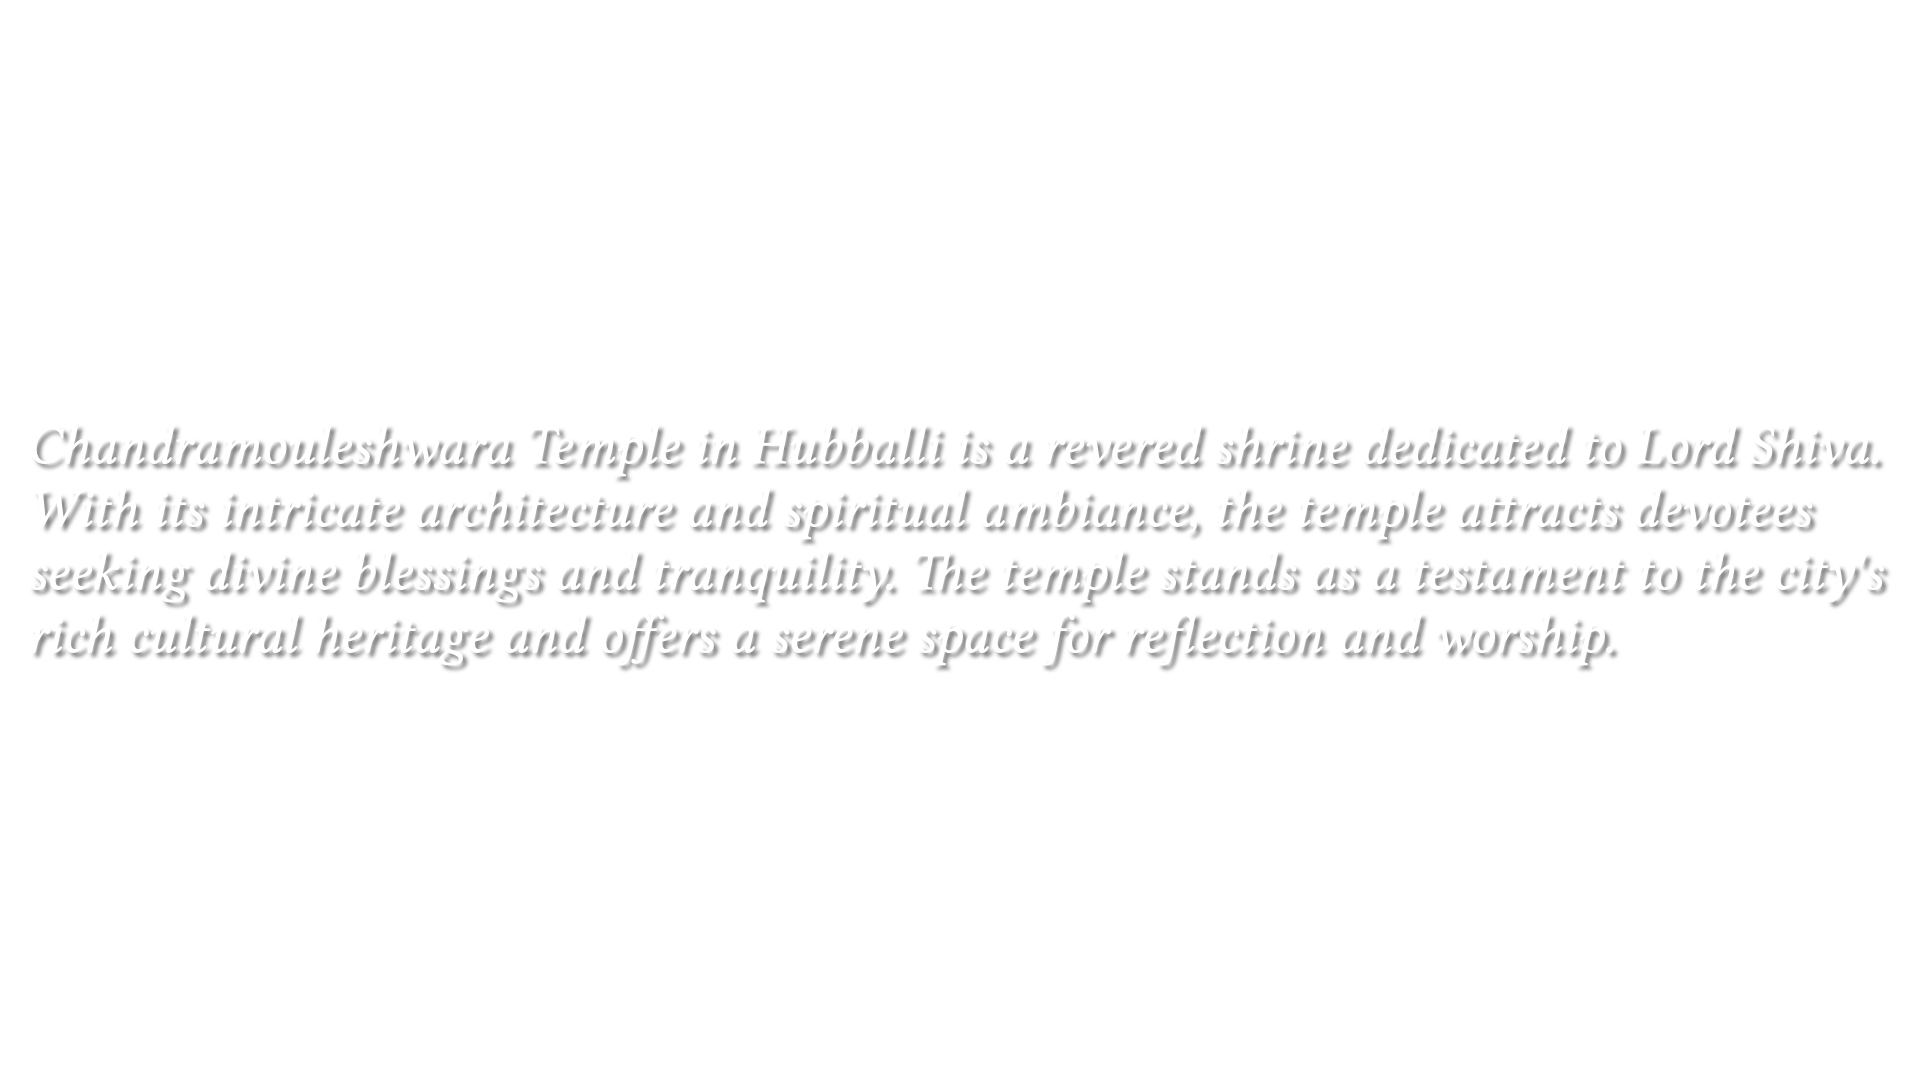 Chandramouleshwara Temple in Hubballi is a revered shrine dedicated to Lord Shiva.
With its intricate architecture and spiritual ambiance, the temple attracts devotees
seeking divine blessings and tranquility. The temple stands as a testament to the city's
rich cultural heritage and offers a serene space for reflection and worship.